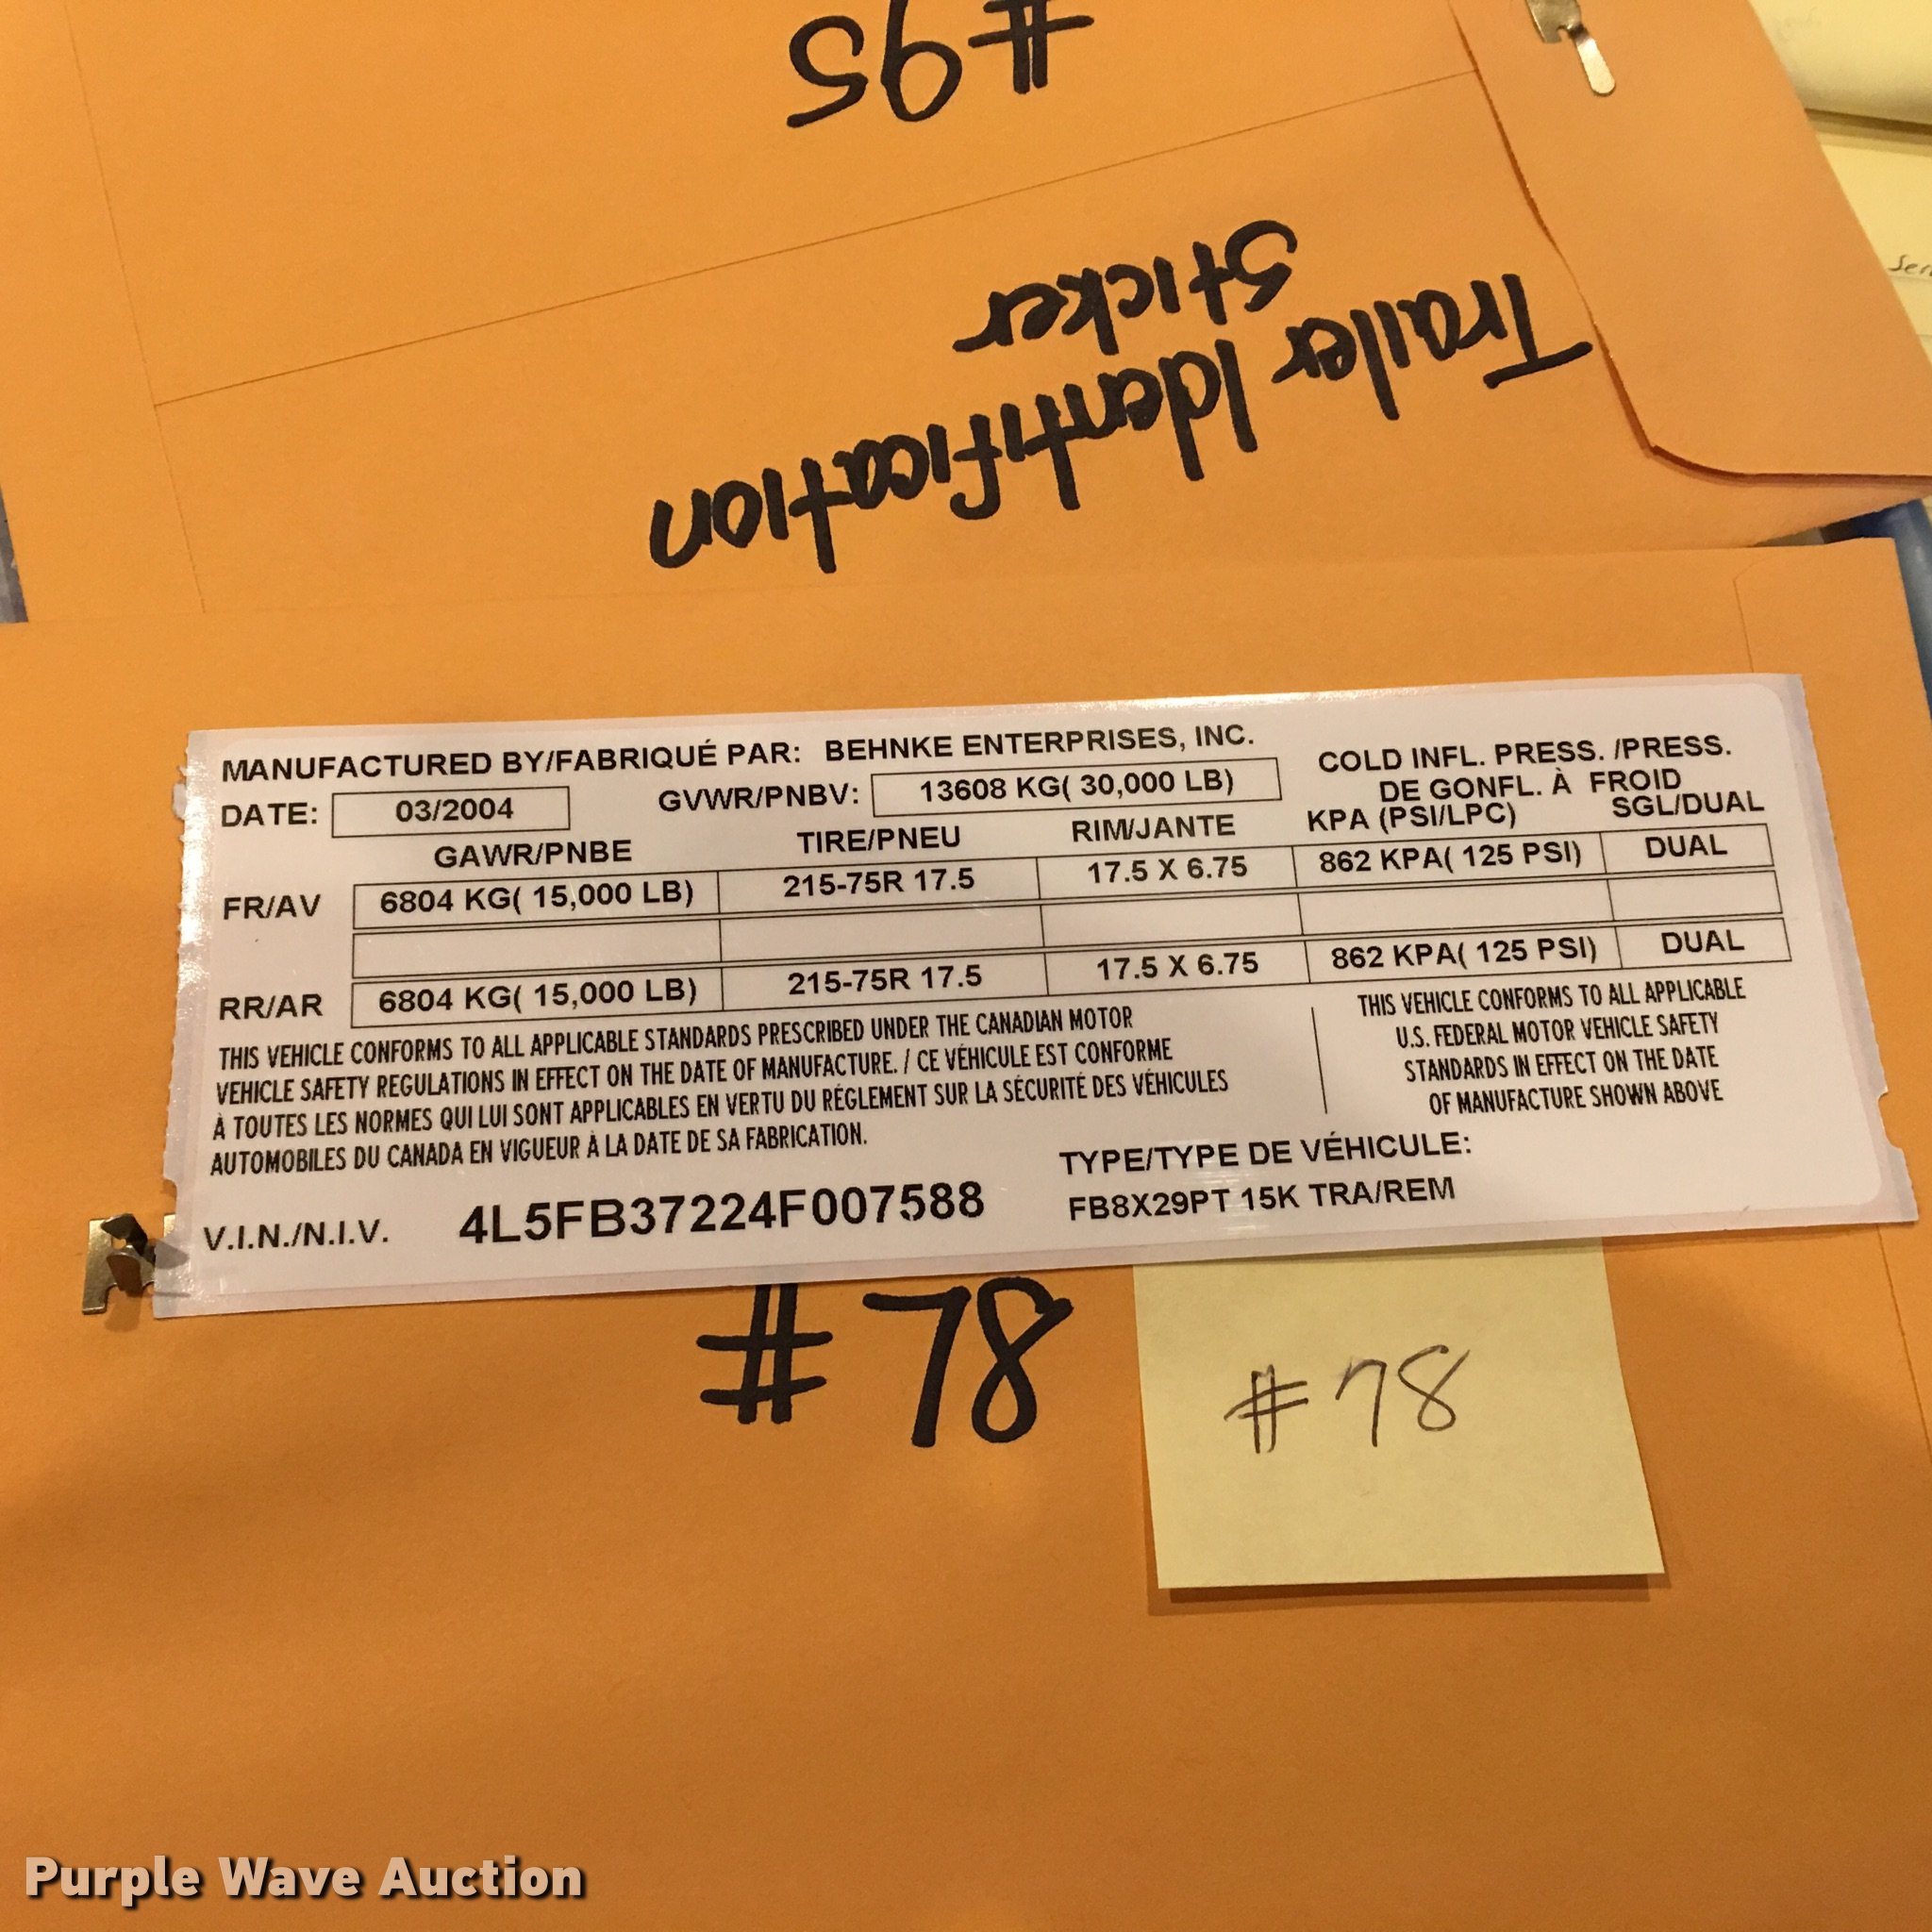 #95
Trailer Identification
Sticker
MANUFACTURED BY/FABRIQUÉ PAR: BEHNKE ENTERPRISES, INC.
DATE: 03/2004 GVWR/PNBV: 13608 KG( 30,000 LB)
COLD INFL. PRESS. /PRESS.
DE GONFL. À FROID
GAWR/PNBE TIRE/PNEU RIM/JANTE KPA (PSI/LPC) SGL/DUAL
FR/AV 6804 KG( 15,000 LB) 215-75R 17.5 17.5 X 6.75 862 KPA( 125 PSI) DUAL
RR/AR 6804 KG( 15,000 LB) 215-75R 17.5 17.5 X 6.75 862 KPA( 125 PSI) DUAL
THIS VEHICLE CONFORMS TO ALL APPLICABLE STANDARDS PRESCRIBED UNDER THE CANADIAN MOTOR
VEHICLE SAFETY REGULATIONS IN EFFECT ON THE DATE OF MANUFACTURE. / CE VÉHICULE EST CONFORME
À TOUTES LES NORMES QUI LUI SONT APPLICABLES EN VERTU DU RÉGLEMENT SUR LA SÉCURITÉ DES VÉHICULES
AUTOMOBILES DU CANADA EN VIGUEUR À LA DATE DE SA FABRICATION.
THIS VEHICLE CONFORMS TO ALL APPLICABLE
U.S. FEDERAL MOTOR VEHICLE SAFETY
STANDARDS IN EFFECT ON THE DATE
OF MANUFACTURE SHOWN ABOVE
V.I.N./N.I.V. 4L5FB37224F007588
TYPE/TYPE DE VÉHICULE:
FB8X29PT 15K TRA/REM
#78
#78
Purple Wave Auction